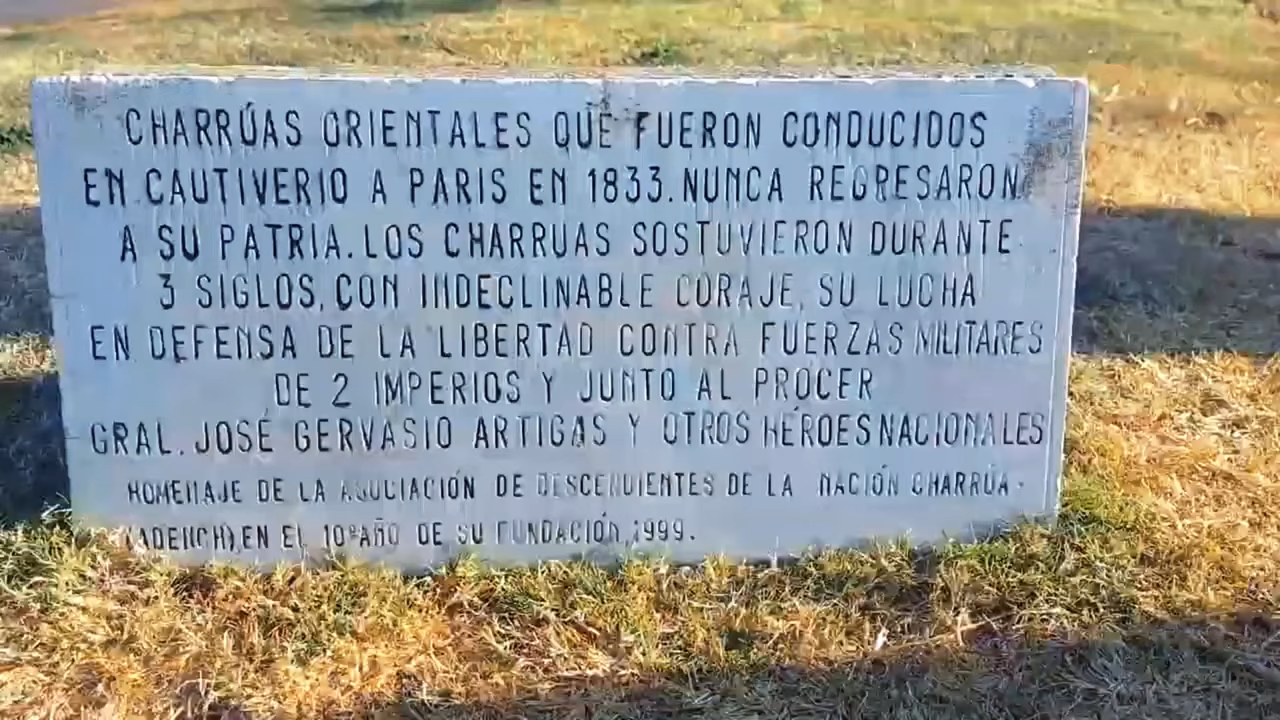 CHARRÚAS ORIENTALES QUE FUERON CONDUCIDOS
EN CAUTIVERIO A PARIS EN 1833. NUNCA REGRESARON
A SU PATRIA. LOS CHARRUAS SOSTUVIERON DURANTE
3 SIGLOS, CON INDECLINABLE CORAJE, SU LUCHA
EN DEFENSA DE LA LIBERTAD CONTRA FUERZAS MILITARES
DE 2 IMPERIOS Y JUNTO AL PROCER
GRAL. JOSÉ GERVASIO ARTIGAS Y OTROS HÉROES NACIONALES
HOMENAJE DE LA ASOCIACIÓN DE DESCENDIENTES DE LA NACIÓN CHARRÚA
(ADENCH), EN EL 10º AÑO DE SU FUNDACIÓN, 1999.